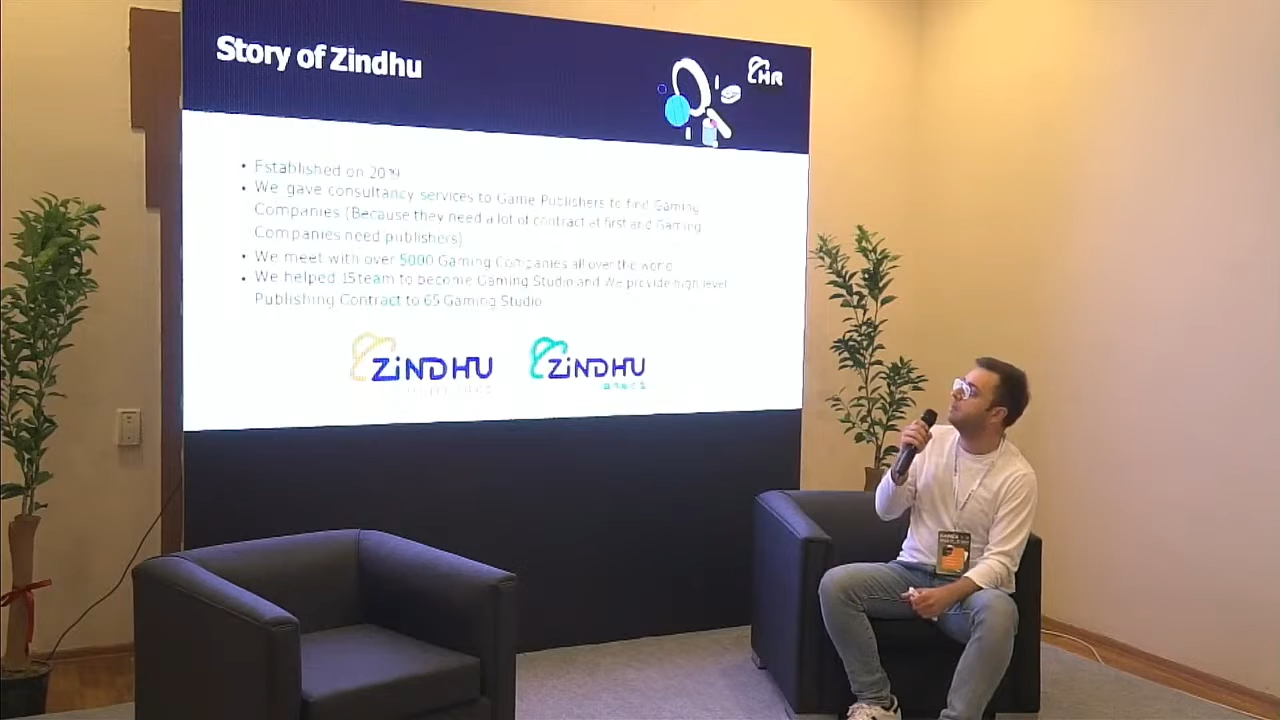 Story of Zindhu
HR
• Established on 2019
• We gave consultancy services to Game Publishers to find Gaming
Companies (Because they need a lot of contract at first and Gaming
Companies need publishers)
• We meet with over 5000 Gaming Companies all over the world
• We helped 15 team to become Gaming Studio and We provide high level
Publishing Contract to 65 Gaming Studio
ZiNDHU
ZiNDHU